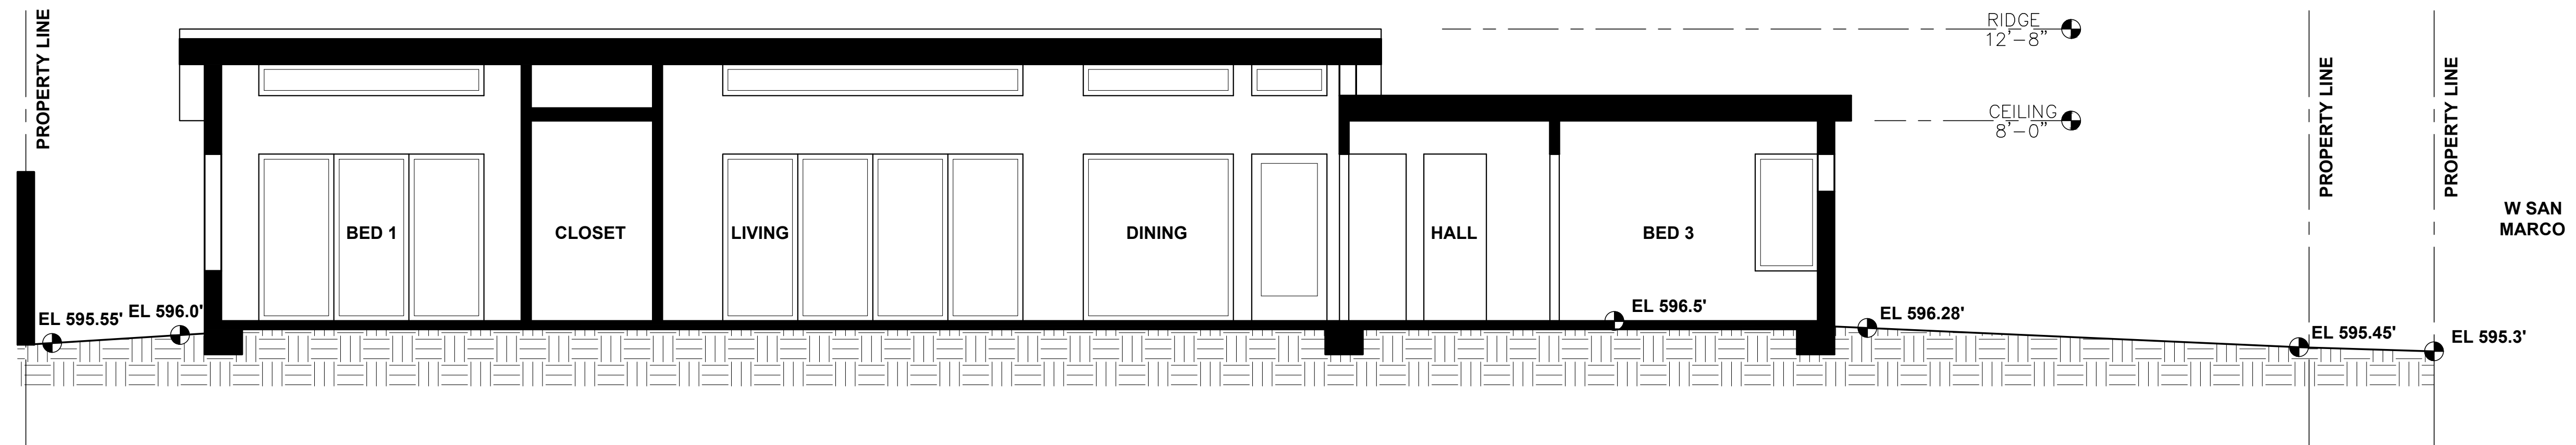 PROPERTY LINE
RIDGE
12'-8"
CEILING
8'-0"
PROPERTY LINE
PROPERTY LINE
W SAN
MARCO
BED 1
CLOSET
LIVING
DINING
HALL
BED 3
EL 595.55'
EL 596.0'
EL 596.5'
EL 596.28'
EL 595.45'
EL 595.3'